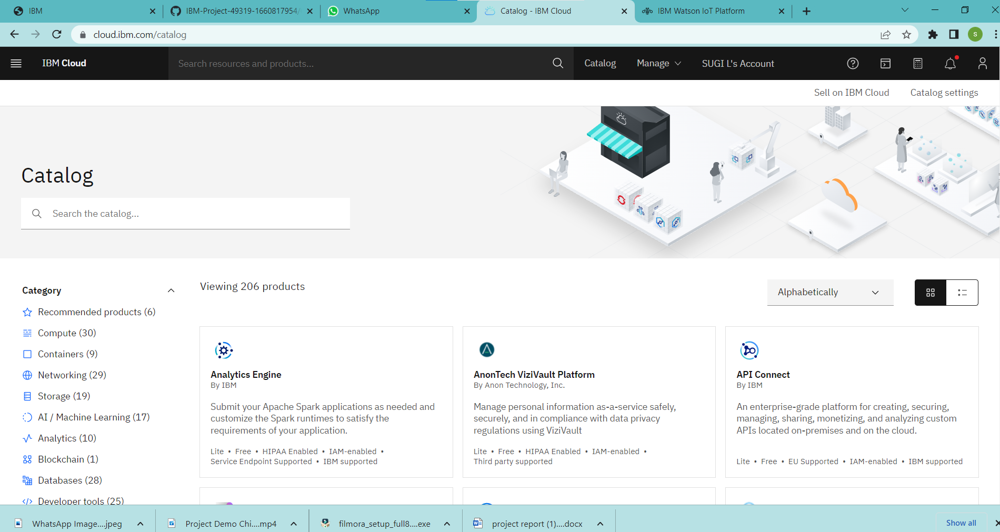 IBM
IBM-Project-49319-1660817954/
WhatsApp
Catalog - IBM Cloud
IBM Watson IoT Platform
cloud.ibm.com/catalog
S
IBM Cloud
Search resources and products...
Catalog
Manage
SUGI L's Account
Sell on IBM Cloud
Catalog settings
Catalog
Search the catalog...
Category
Recommended products (6)
Compute (30)
Containers (9)
Networking (29)
Storage (19)
AI / Machine Learning (17)
Analytics (10)
Blockchain (1)
Databases (28)
Developer tools (25)
Viewing 206 products
Alphabetically
Analytics Engine
By IBM
Submit your Apache Spark applications as needed and
customize the Spark runtimes to satisfy the
requirements of your application.
Lite • Free • HIPAA Enabled • IAM-enabled •
Service Endpoint Supported • IBM supported
AnonTech ViziVault Platform
By Anon Technology, Inc.
Manage personal information as-a-service safely,
securely, and in compliance with data privacy
regulations using ViziVault
Lite • Free • HIPAA Enabled • IAM-enabled •
Third party supported
API Connect
By IBM
An enterprise-grade platform for creating, securing,
managing, sharing, monetizing, and analyzing custom
APIs located on-premises and on the cloud.
Lite • Free • EU Supported • IAM-enabled • IBM supported
WhatsApp Image....jpeg
Project Demo Chi....mp4
filmora_setup_full8....exe
project report (1)....docx
Show all